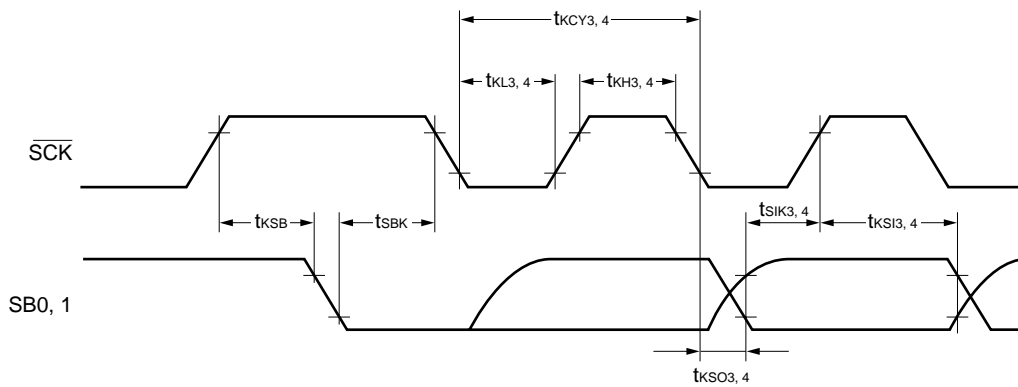 tKCY3, 4
tKL3, 4
tKH3, 4
SCK
tKSB
tSBK
tSIK3, 4
tKSI3, 4
SB0, 1
tKSO3, 4